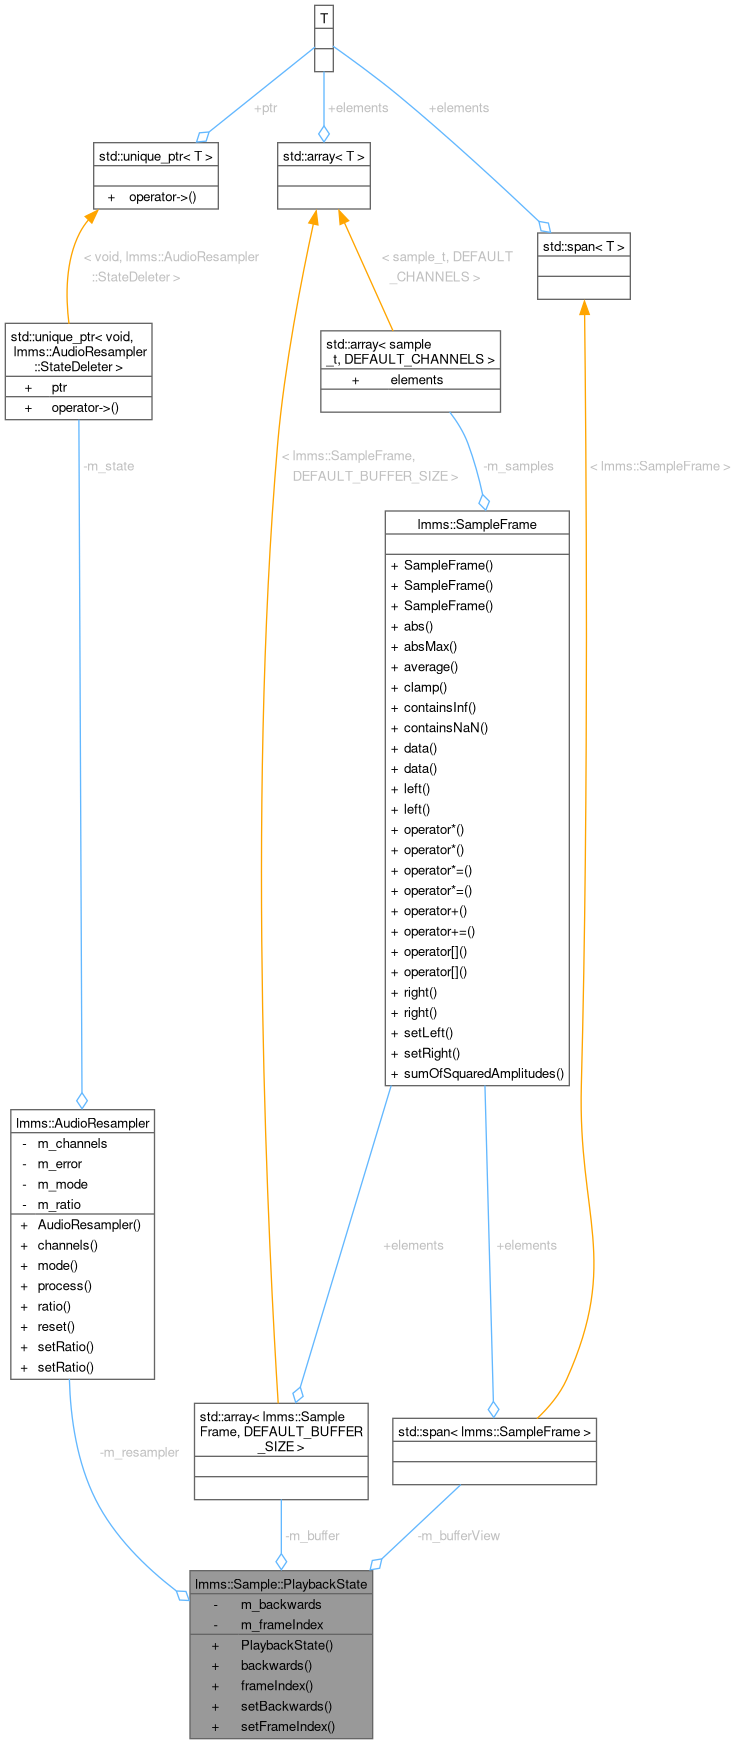 T
+ptr
+elements
+elements
std::unique_ptr< T >
+ operator->()
std::array< T >
std::span< T >
< void, lmms::AudioResampler
::StateDeleter >
< sample_t, DEFAULT
_CHANNELS >
std::unique_ptr< void,
lmms::AudioResampler
::StateDeleter >
+ ptr
+ operator->()
std::array< sample
_t, DEFAULT_CHANNELS >
+ elements
-m_state
< lmms::SampleFrame,
DEFAULT_BUFFER_SIZE >
-m_samples
< lmms::SampleFrame >
lmms::SampleFrame
+ SampleFrame()
+ SampleFrame()
+ SampleFrame()
+ abs()
+ absMax()
+ average()
+ clamp()
+ containsInf()
+ containsNaN()
+ data()
+ data()
+ left()
+ left()
+ operator*()
+ operator*()
+ operator*=()
+ operator*=()
+ operator+()
+ operator+=()
+ operator[]()
+ operator[]()
+ right()
+ right()
+ setLeft()
+ setRight()
+ sumOfSquaredAmplitudes()
lmms::AudioResampler
- m_channels
- m_error
- m_mode
- m_ratio
+ AudioResampler()
+ channels()
+ mode()
+ process()
+ ratio()
+ reset()
+ setRatio()
+ setRatio()
+elements
+elements
std::array< lmms::Sample
Frame, DEFAULT_BUFFER
_SIZE >
std::span< lmms::SampleFrame >
-m_resampler
-m_buffer
-m_bufferView
lmms::Sample::PlaybackState
- m_backwards
- m_frameIndex
+ PlaybackState()
+ backwards()
+ frameIndex()
+ setBackwards()
+ setFrameIndex()